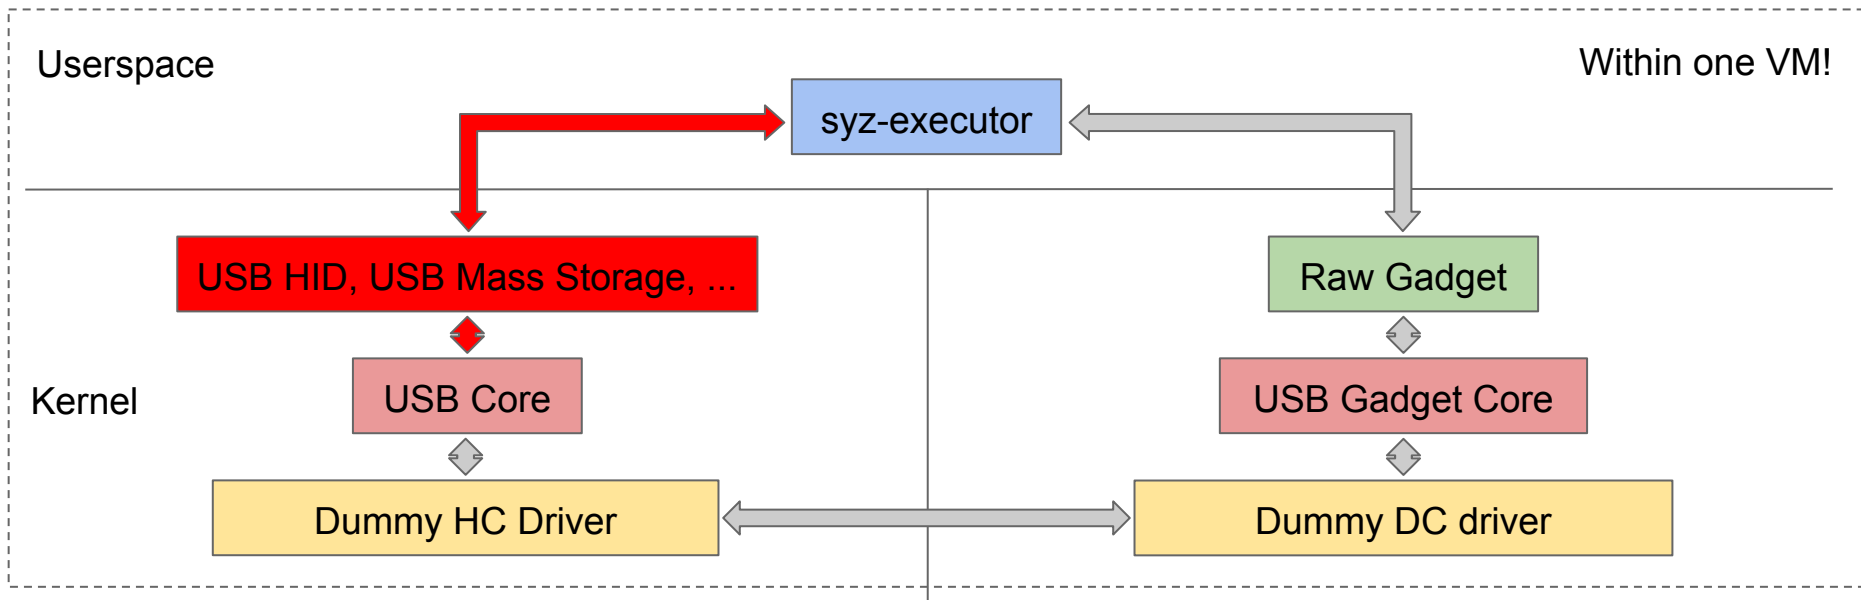 Userspace
Within one VM!
syz-executor
USB HID, USB Mass Storage, ...
Raw Gadget
Kernel
USB Core
USB Gadget Core
Dummy HC Driver
Dummy DC driver